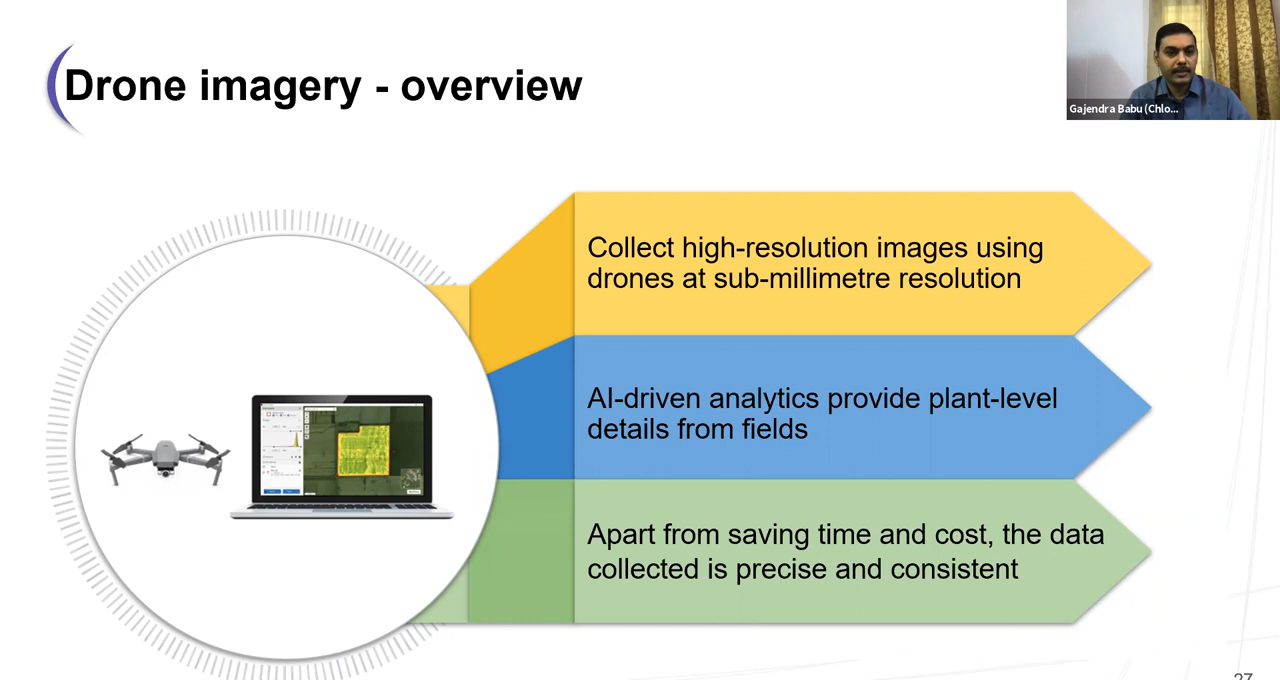 Drone imagery - overview
Gajendra Babu (Chlo...
Collect high-resolution images using
drones at sub-millimetre resolution
AI-driven analytics provide plant-level
details from fields
Apart from saving time and cost, the data
collected is precise and consistent
27